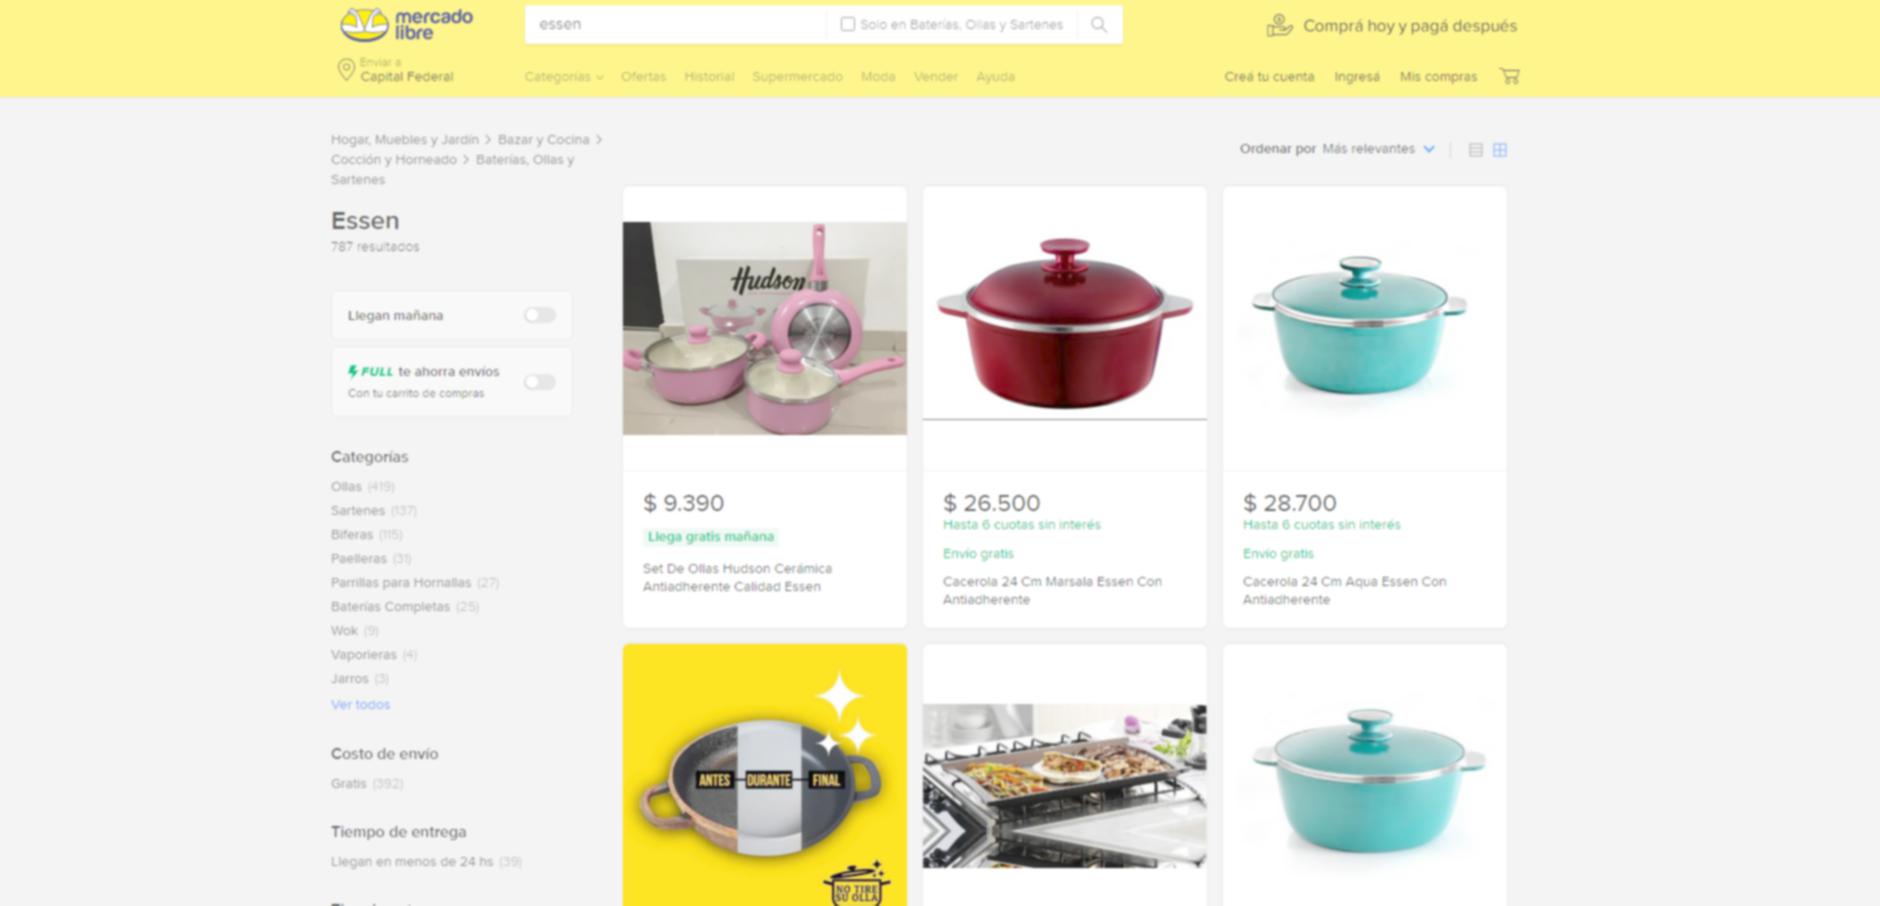 mercado
libre
essen
Solo en Baterías, Ollas y Sartenes
Comprá hoy y pagá después
Enviar a
Capital Federal
Categorías
Ofertas
Historial
Supermercado
Moda
Vender
Ayuda
Creá tu cuenta
Ingresá
Mis compras
Hogar, Muebles y Jardín > Bazar y Cocina >
Cocción y Horneado > Baterías, Ollas y
Sartenes
Ordenar por Más relevantes
Essen
787 resultados
Llegan mañana
FULL te ahorra envíos
Con tu carrito de compras
Categorías
Ollas (419)
Sartenes (137)
Biferas (115)
Paelleras (31)
Parrillas para Hornallas (27)
Baterías Completas (25)
Wok (9)
Vaporieras (4)
Jarros (3)
Ver todos
Costo de envío
Gratis (392)
Tiempo de entrega
Llegan en menos de 24 hs (39)
Hudson
$ 9.390
Llega gratis mañana
Set De Ollas Hudson Cerámica
Antiadherente Calidad Essen
$ 26.500
Hasta 6 cuotas sin interés
Envío gratis
Cacerola 24 Cm Marsala Essen Con
Antiadherente
$ 28.700
Hasta 6 cuotas sin interés
Envío gratis
Cacerola 24 Cm Aqua Essen Con
Antiadherente
ANTES DURANTE FINAL
NO TIRE
SU OLLA